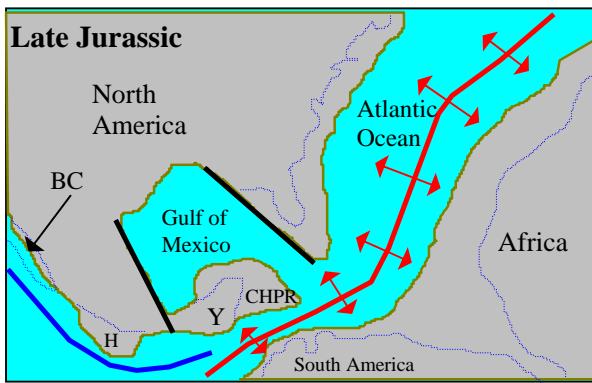 Late Jurassic
North
America
Atlantic
Ocean
BC
Gulf of
Mexico
Africa
CHPR
Y
H
South America